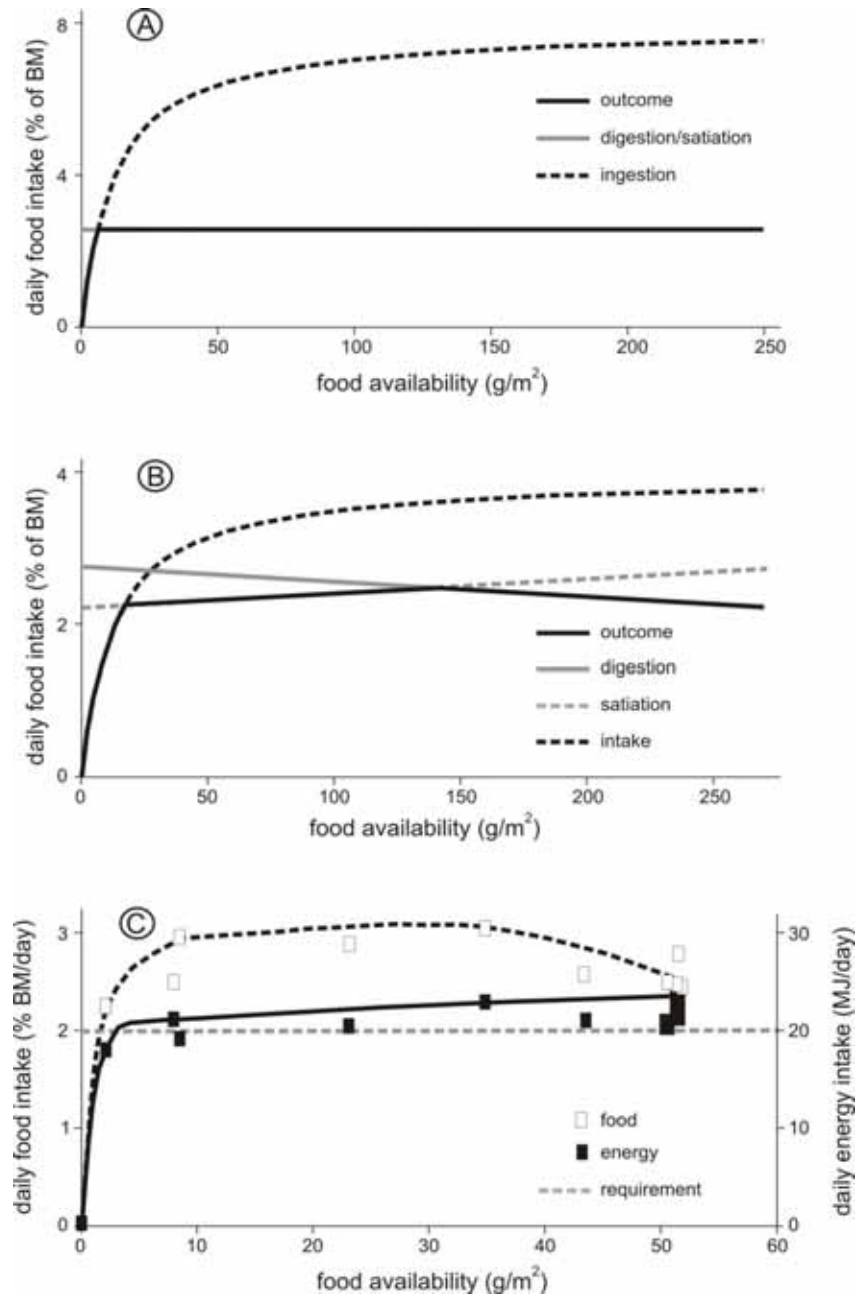 A
8
4
0
daily food intake (% of BM)
outcome
digestion/satiation
ingestion
0 50 100 150 200 250
food availability (g/m²)
B
4
2
0
daily food intake (% of BM)
outcome
digestion
satiation
intake
0 50 100 150 200 250
food availability (g/m²)
C
3
2
1
0
daily food intake (% BM/day)
30
20
10
0
daily energy intake (MJ/day)
food
energy
requirement
0 10 20 30 40 50 60
food availability (g/m²)